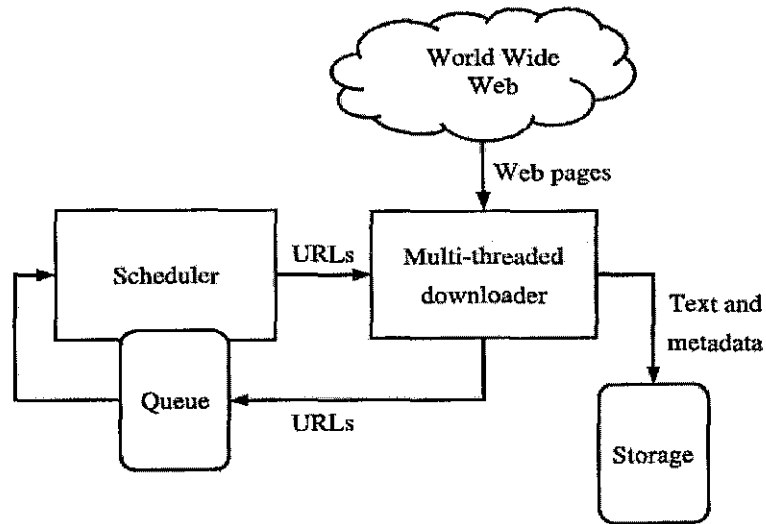 World Wide
Web
Web pages
Scheduler
URLs
Multi-threaded
downloader
Text and
metadata
Queue
URLs
Storage